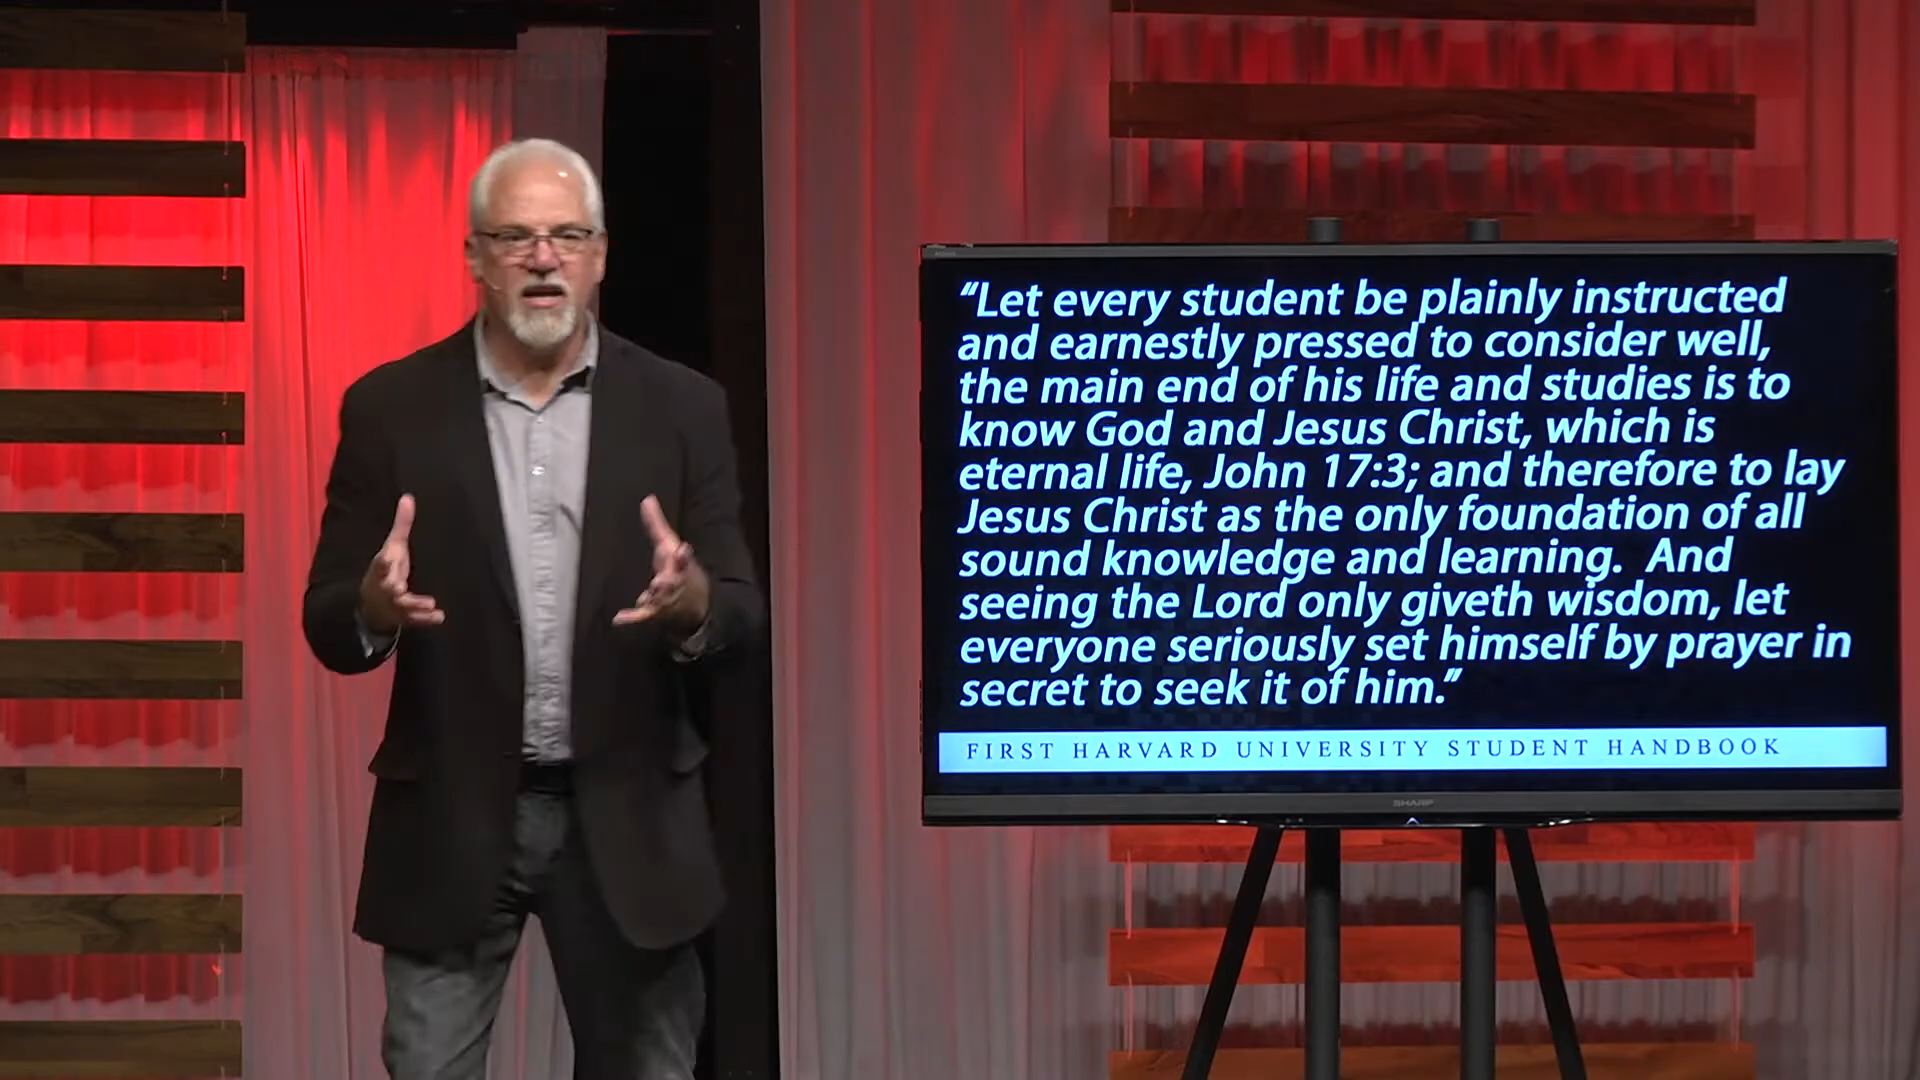 “Let every student be plainly instructed
and earnestly pressed to consider well,
the main end of his life and studies is to
know God and Jesus Christ, which is
eternal life, John 17:3; and therefore to lay
Jesus Christ as the only foundation of all
sound knowledge and learning.  And
seeing the Lord only giveth wisdom, let
everyone seriously set himself by prayer in
secret to seek it of him.”
FIRST HARVARD UNIVERSITY STUDENT HANDBOOK
SHARP